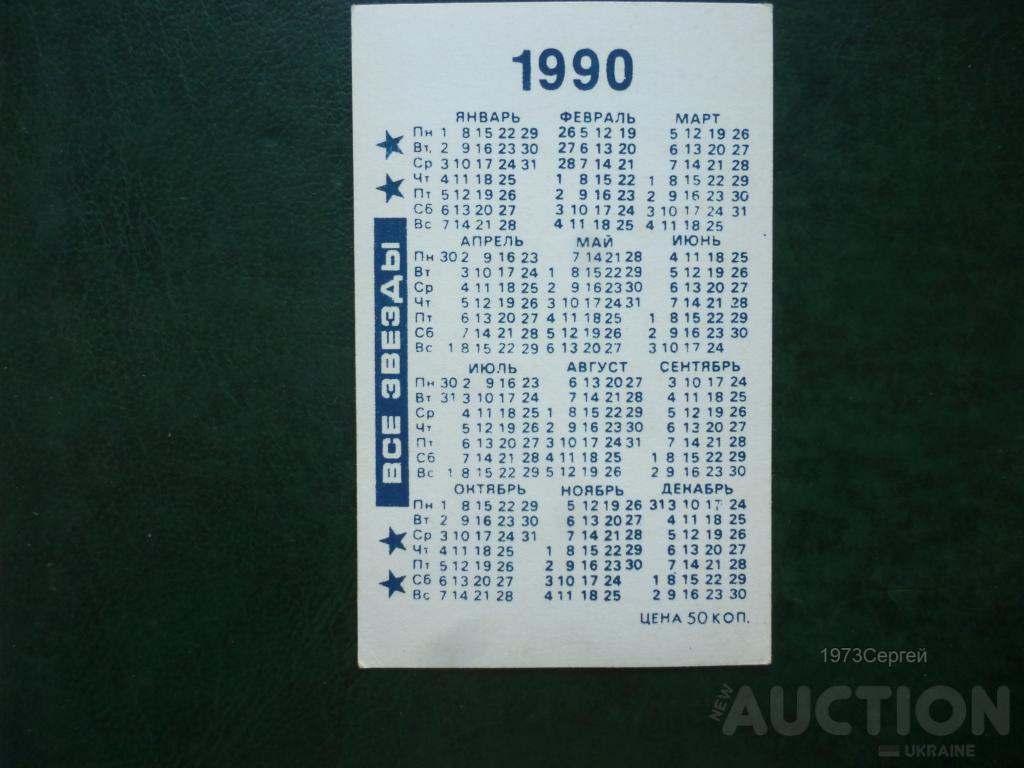 1990
ЯНВАРЬ ФЕВРАЛЬ МАРТ
Пн 1 8 15 22 29 26 5 12 19 5 12 19 26
Вт, 2 9 16 23 30 27 6 13 20 6 13 20 27
Ср 3 10 17 24 31 28 7 14 21 7 14 21 28
Чт 4 11 18 25 1 8 15 22 1 8 15 22 29
Пт 5 12 19 26 2 9 16 23 2 9 16 23 30
Сб 6 13 20 27 3 10 17 24 3 10 17 24 31
Вс 7 14 21 28 4 11 18 25 4 11 18 25
АПРЕЛЬ МАЙ ИЮНЬ
Пн 30 2 9 16 23 7 14 21 28 4 11 18 25
Вт 3 10 17 24 1 8 15 22 29 5 12 19 26
Ср 4 11 18 25 2 9 16 23 30 6 13 20 27
Чт 5 12 19 26 3 10 17 24 31 7 14 21 28
Пт 6 13 20 27 4 11 18 25 1 8 15 22 29
Сб 7 14 21 28 5 12 19 26 2 9 16 23 30
Вс 1 8 15 22 29 6 13 20 27 3 10 17 24
ИЮЛЬ АВГУСТ СЕНТЯБРЬ
Пн 30 2 9 16 23 6 13 20 27 3 10 17 24
Вт 31 3 10 17 24 7 14 21 28 4 11 18 25
Ср 4 11 18 25 1 8 15 22 29 5 12 19 26
Чт 5 12 19 26 2 9 16 23 30 6 13 20 27
Пт 6 13 20 27 3 10 17 24 31 7 14 21 28
Сб 7 14 21 28 4 11 18 25 1 8 15 22 29
Вс 1 8 15 22 29 5 12 19 26 2 9 16 23 30
ОКТЯБРЬ НОЯБРЬ ДЕКАБРЬ
Пн 1 8 15 22 29 5 12 19 26 31 3 10 17 24
Вт 2 9 16 23 30 6 13 20 27 4 11 18 25
Ср 3 10 17 24 31 7 14 21 28 5 12 19 26
Чт 4 11 18 25 1 8 15 22 29 6 13 20 27
Пт 5 12 19 26 2 9 16 23 30 7 14 21 28
Сб 6 13 20 27 3 10 17 24 1 8 15 22 29
Вс 7 14 21 28 4 11 18 25 2 9 16 23 30
ВСЕ ЗВЕЗДЫ
ЦЕНА 50 КОП.
1973Сергей
NEW AUCTION
UKRAINE